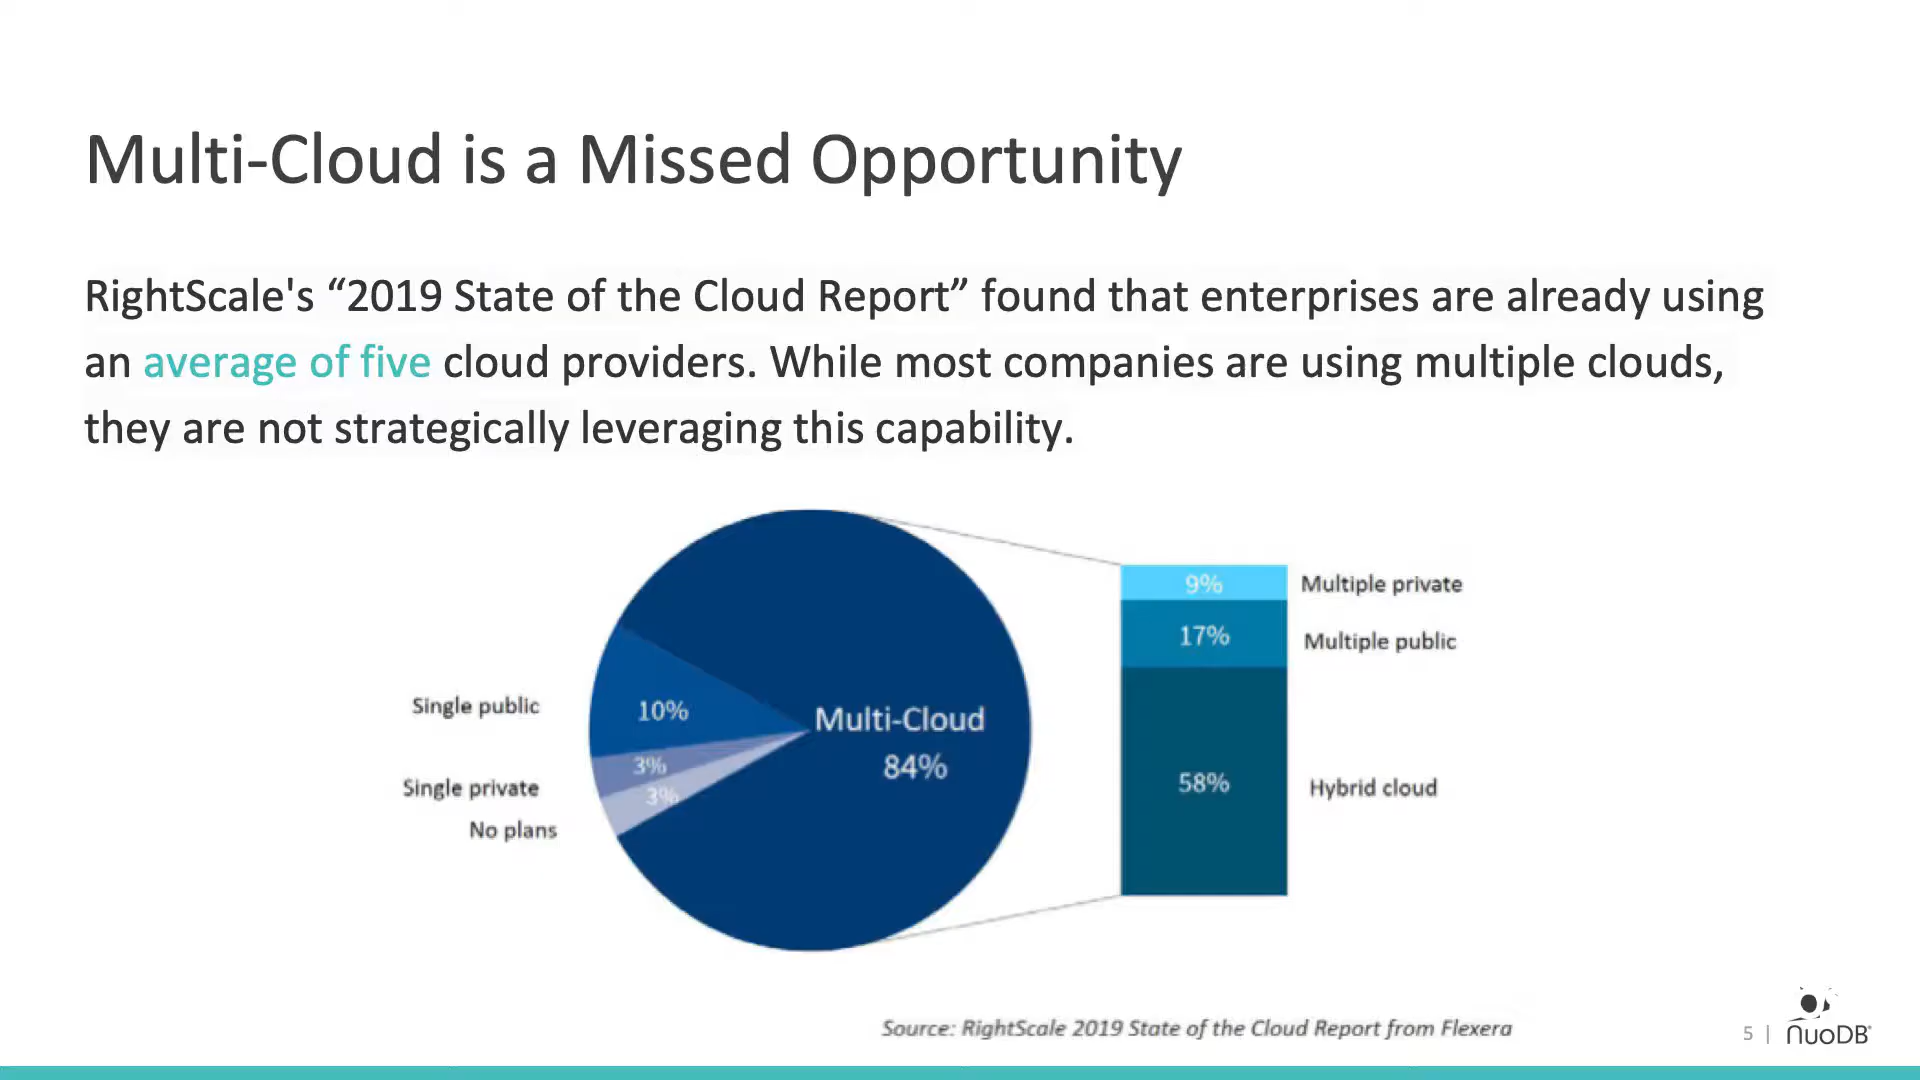 Multi-Cloud is a Missed Opportunity
RightScale's “2019 State of the Cloud Report” found that enterprises are already using
an average of five cloud providers. While most companies are using multiple clouds,
they are not strategically leveraging this capability.
Single public
Single private
No plans
10%
3%
3%
Multi-Cloud
84%
9%
17%
58%
Multiple private
Multiple public
Hybrid cloud
Source: RightScale 2019 State of the Cloud Report from Flexera
5 |
NuoDB